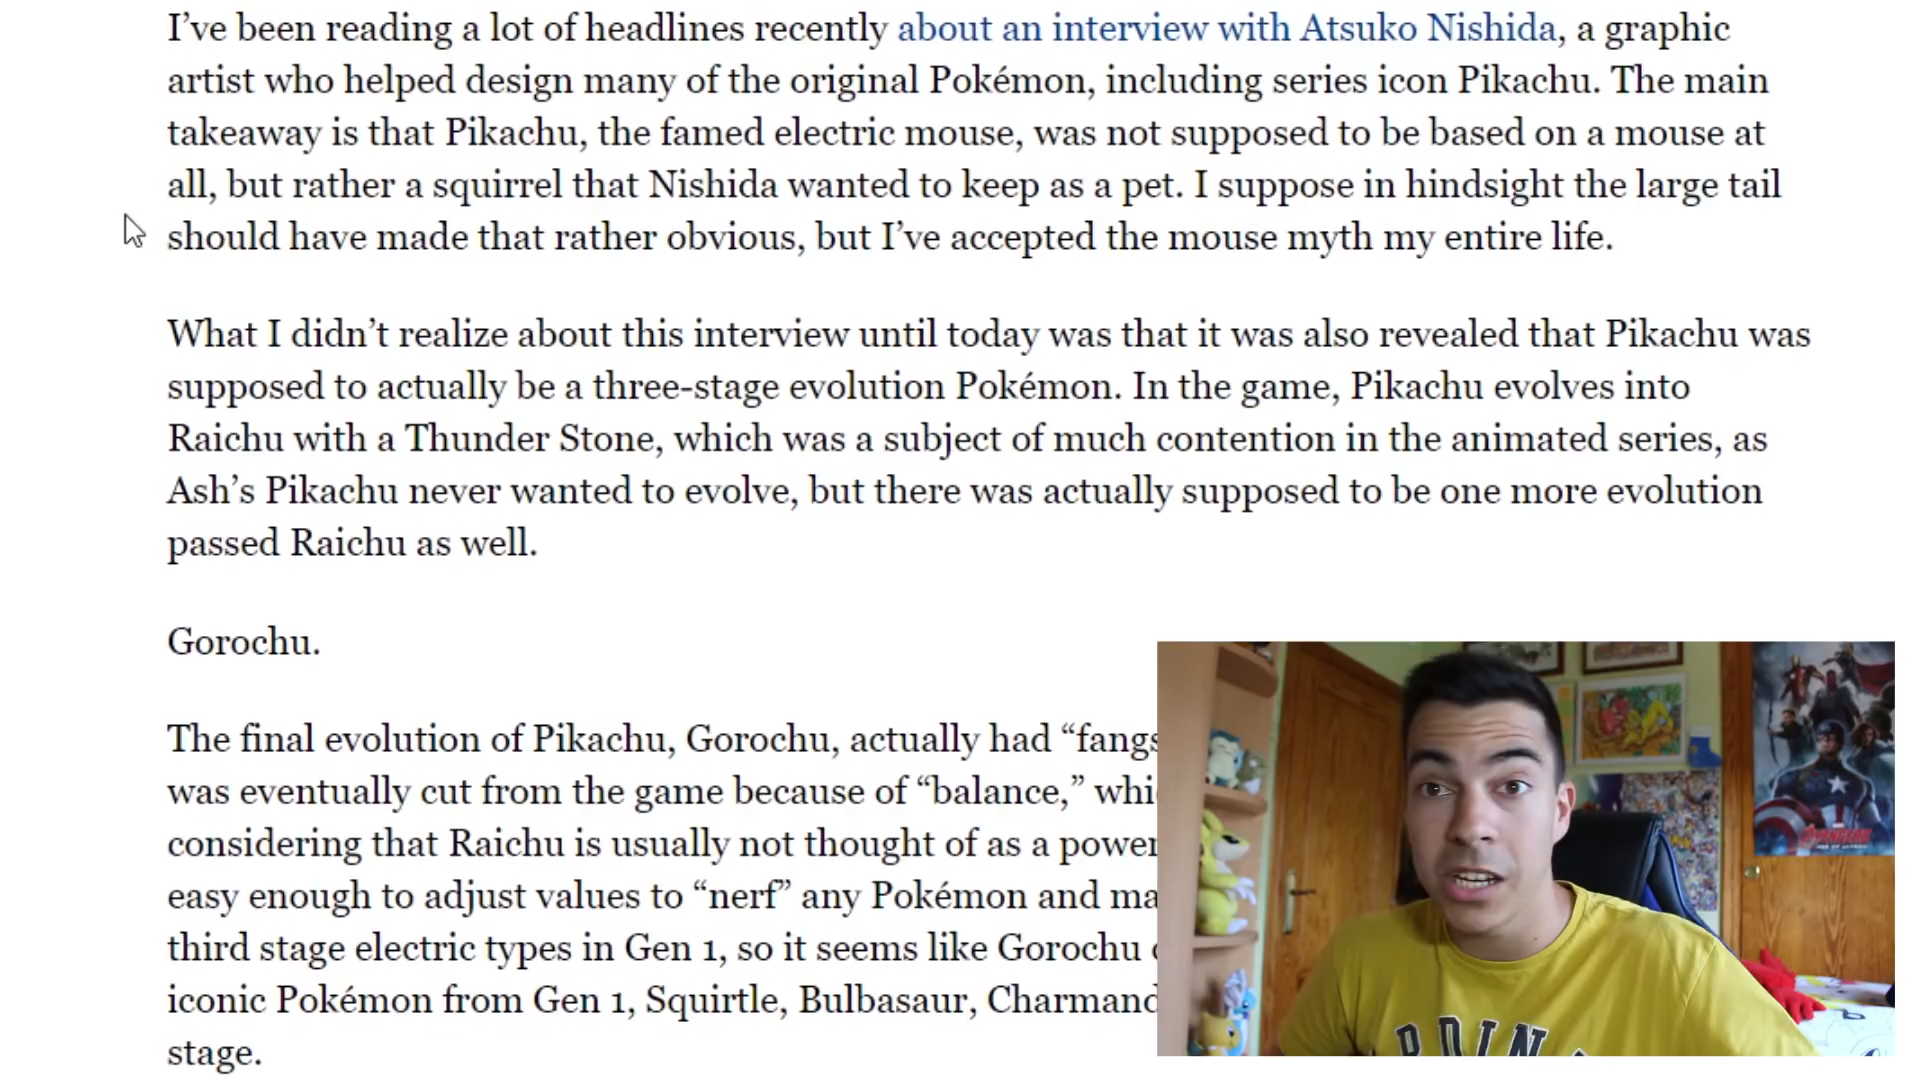 I’ve been reading a lot of headlines recently about an interview with Atsuko Nishida, a graphic
artist who helped design many of the original Pokémon, including series icon Pikachu. The main
takeaway is that Pikachu, the famed electric mouse, was not supposed to be based on a mouse at
all, but rather a squirrel that Nishida wanted to keep as a pet. I suppose in hindsight the large tail
should have made that rather obvious, but I’ve accepted the mouse myth my entire life.
What I didn’t realize about this interview until today was that it was also revealed that Pikachu was
supposed to actually be a three-stage evolution Pokémon. In the game, Pikachu evolves into
Raichu with a Thunder Stone, which was a subject of much contention in the animated series, as
Ash’s Pikachu never wanted to evolve, but there was actually supposed to be one more evolution
passed Raichu as well.
Gorochu.
The final evolution of Pikachu, Gorochu, actually had “fangs
was eventually cut from the game because of “balance,”
considering that Raichu is usually not thought of as a
easy enough to adjust values to “nerf” any Pokémon and
third stage electric types in Gen 1, so it seems like Gorochu
iconic Pokémon from Gen 1, Squirtle, Bulbasaur,
stage.
AVENGERS